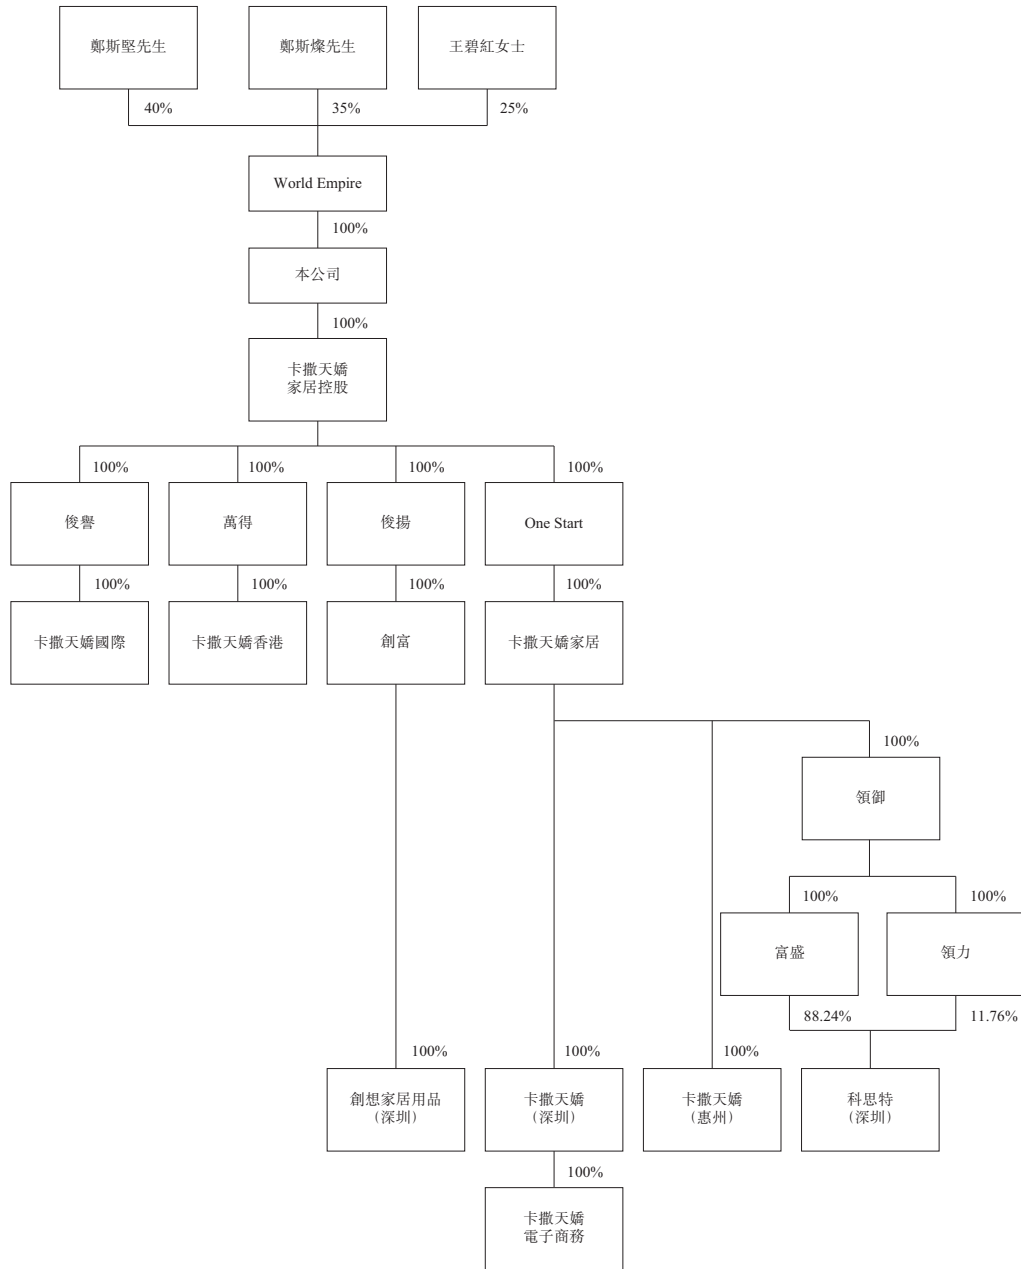 鄭斯堅先生
鄭斯燦先生
王碧紅女士
40%
35%
25%
World Empire
100%
本公司
100%
卡撒天嬌
家居控股
100%
100%
100%
100%
俊譽
萬得
俊揚
One Start
100%
100%
100%
100%
卡撒天嬌國際
卡撒天嬌香港
創富
卡撒天嬌家居
100%
領御
100%
100%
富盛
領力
88.24%
11.76%
100%
100%
100%
創想家居用品
（深圳）
卡撒天嬌
（深圳）
卡撒天嬌
（惠州）
科思特
（深圳）
100%
卡撒天嬌
電子商務